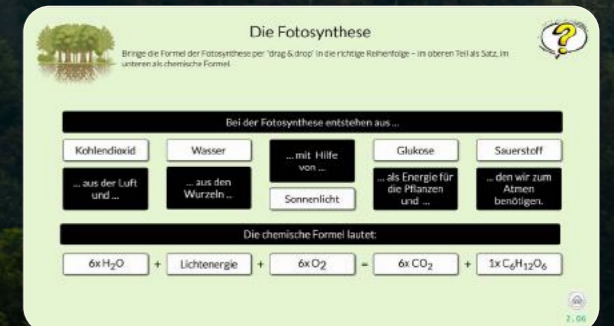 Die Fotosynthese
Bringe die Formel der Fotosynthese per "drag & drop" in die richtige Reihenfolge – im oberen Teil als Satz, im
unteren als chemische Formel.
Bei der Fotosynthese entstehen aus ...
Kohlendioxid
Wasser
... mit Hilfe
von ...
Glukose
Sauerstoff
... aus der Luft
und ...
... aus den
Wurzeln ...
Sonnenlicht
... als Energie für
die Pflanzen
und ...
... den wir zum
Atmen
benötigen.
Die chemische Formel lautet:
6x H₂O + Lichtenergie + 6x O2 = 6x CO₂ + 1x C₆H₁₂O₆
2.06